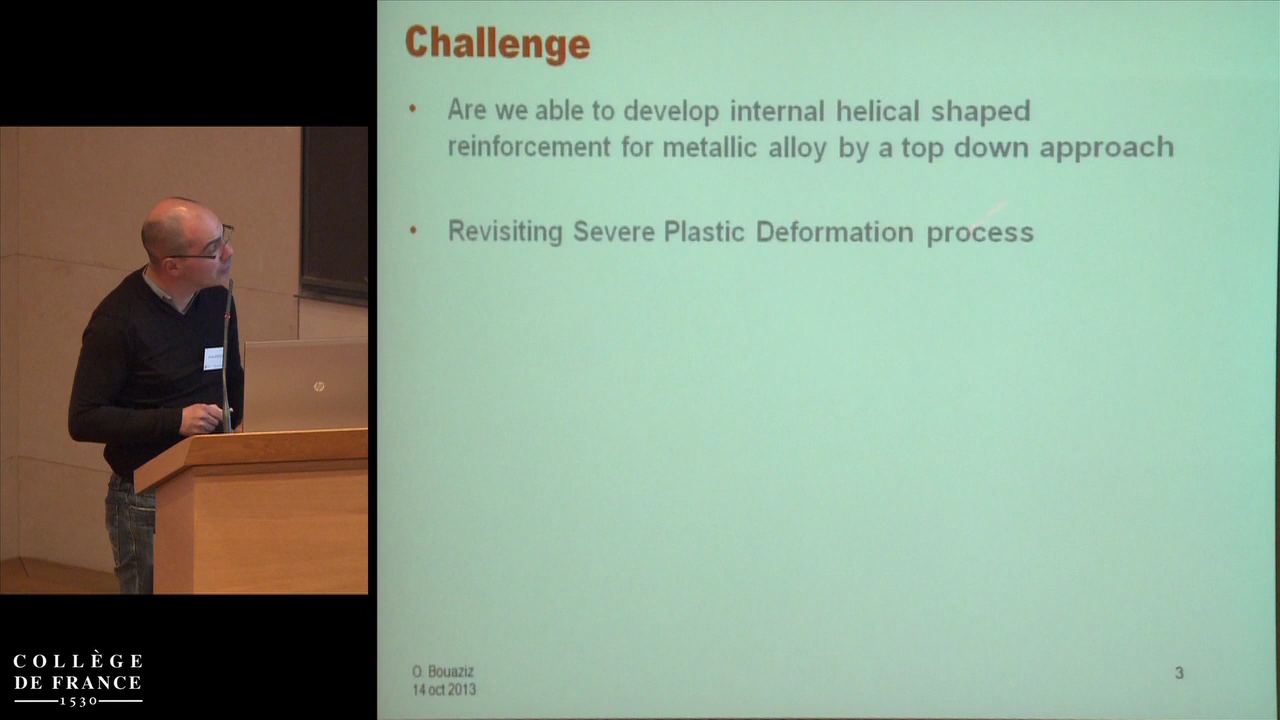 Challenge
• Are we able to develop internal helical shaped
reinforcement for metallic alloy by a top down approach
• Revisiting Severe Plastic Deformation process
O. Bouaziz
14 oct 2013
3
hp
COLLÈGE
DE FRANCE
1530